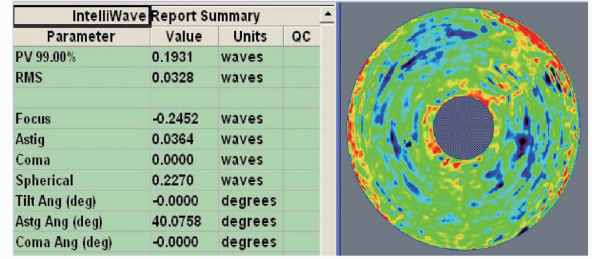 IntelliWave Report Summary
Parameter Value Units QC
PV 99.00% 0.1931 waves
RMS 0.0328 waves
Focus -0.2452 waves
Astig 0.0364 waves
Coma 0.0000 waves
Spherical 0.2270 waves
Tilt Ang (deg) -0.0000 degrees
Astg Ang (deg) 40.0758 degrees
Coma Ang (deg) -0.0000 degrees